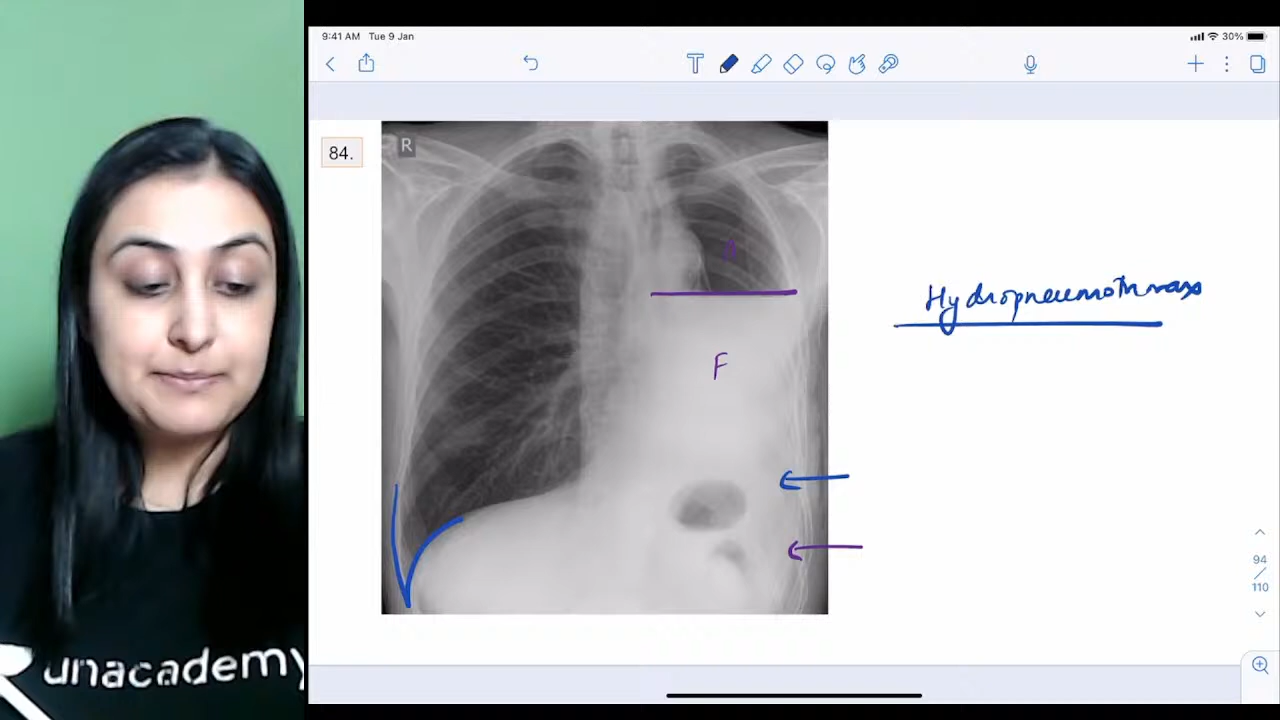 9:41 AM Tue 9 Jan
30%
84.
R
A
Hydropneumothorax
F
94
110
unacademy